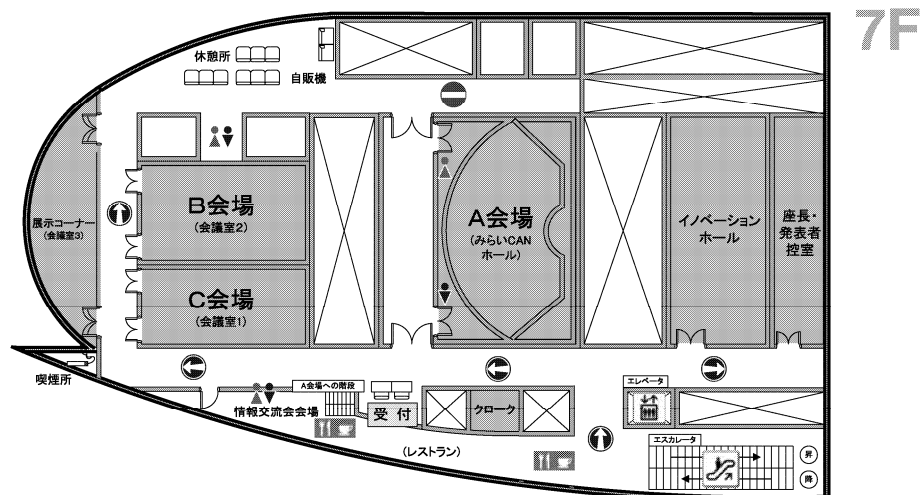 7F
休憩所
自販機
B会場
(会議室2)
A会場
(みらいCAN
ホール)
イノベーション
ホール
座長・
発表者
控室
展示コーナー
(会議室3)
C会場
(会議室1)
喫煙所
A会場への階段
エレベータ
情報交流会会場
受付
クローク
(レストラン)
エスカレータ
昇
降